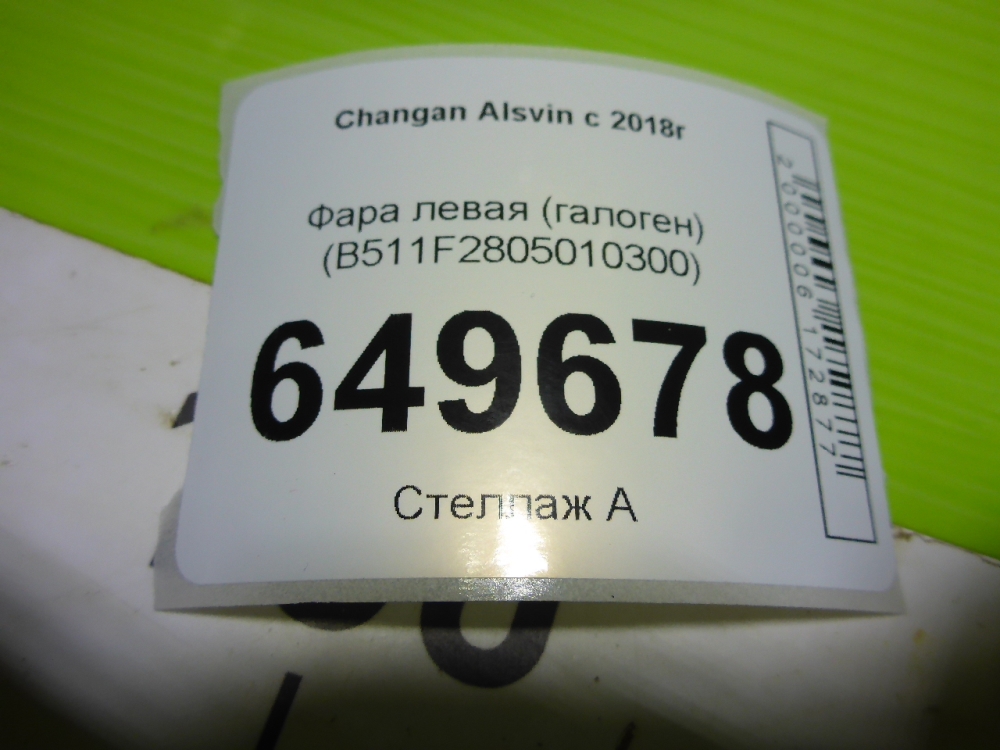 Changan Alsvin с 2018г
Фара левая (галоген)
(B511F2805010300)
649678
Стеллаж А
2000006172877